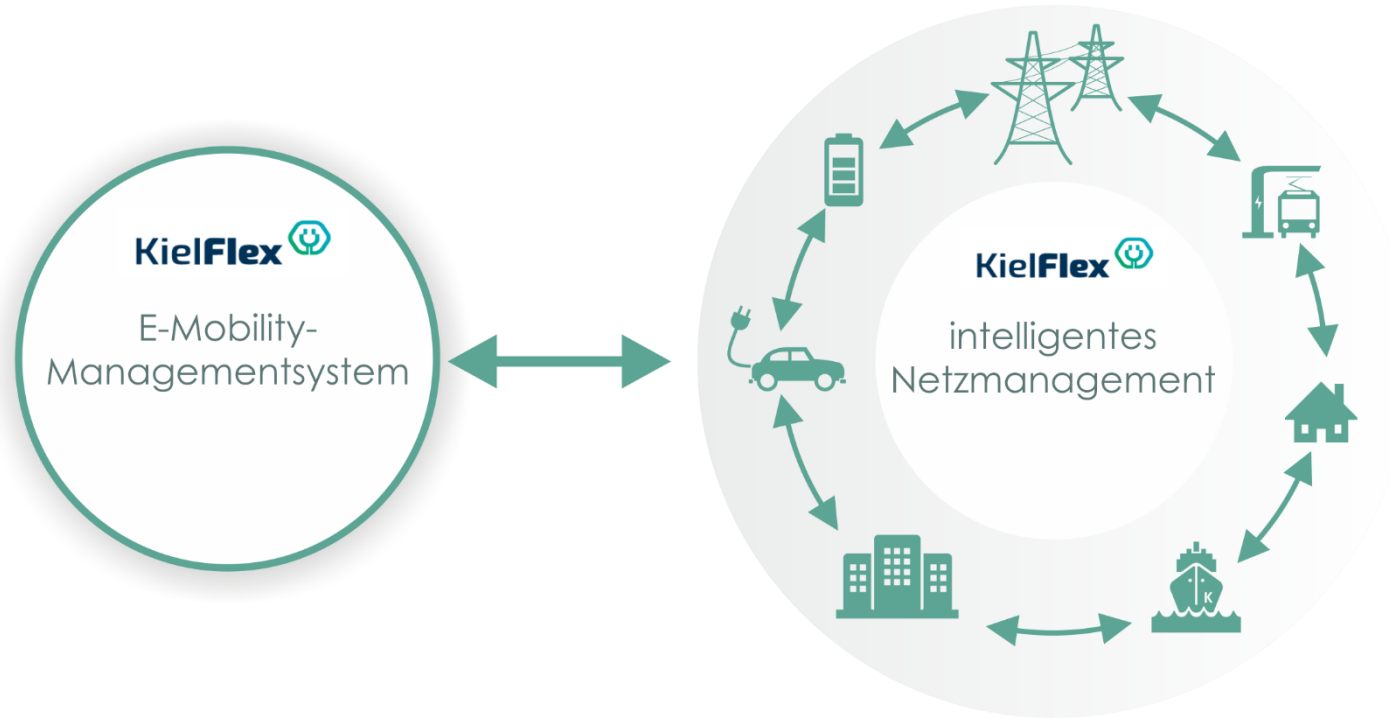 KielFlex
E-Mobility-
Managementsystem
KielFlex
intelligentes
Netzmanagement
K